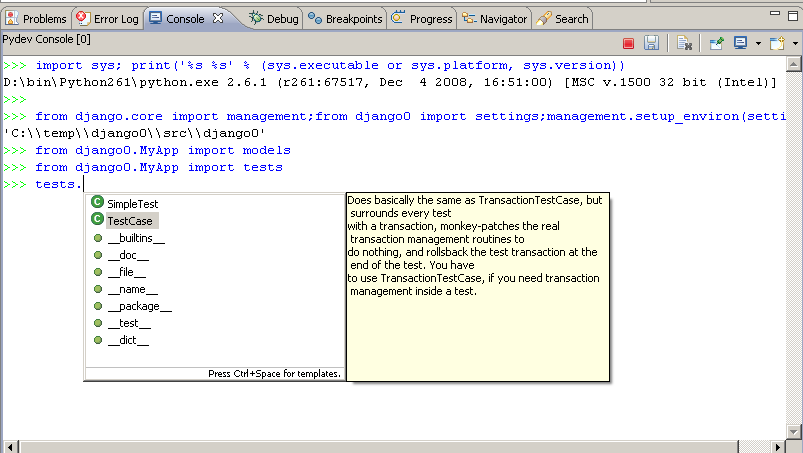 Problems Error Log Console Debug Breakpoints Progress Navigator Search
Pydev Console [0]
>>> import sys; print('%s %s' % (sys.executable or sys.platform, sys.version))
D:\bin\Python261\python.exe 2.6.1 (r261:67517, Dec  4 2008, 16:51:00) [MSC v.1500 32 bit (Intel)]
>>>
>>> from django.core import management;from django0 import settings;management.setup_environ(setti
'C:\\temp\\django0\\src\\django0'
>>> from django0.MyApp import models
>>> from django0.MyApp import tests
>>> tests.
SimpleTest
TestCase
__builtins__
__doc__
__file__
__name__
__package__
__test__
__dict__
Press Ctrl+Space for templates.
Does basically the same as TransactionTestCase, but
surrounds every test
with a transaction, monkey-patches the real
transaction management routines to
do nothing, and rollsback the test transaction at the
end of the test. You have
to use TransactionTestCase, if you need transaction
management inside a test.